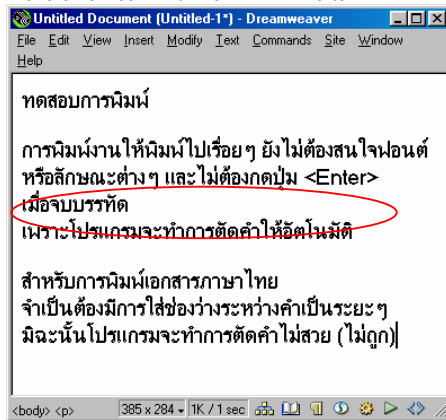 Untitled Document (Untitled-1*) - Dreamweaver
File Edit View Insert Modify Text Commands Site Window
Help
ทดสอบการพิมพ์
การพิมพ์งานให้พิมพ์ไปเรื่อยๆ ยังไม่ต้องสนใจฟอนต์
หรือลักษณะต่างๆ และไม่ต้องกดปุ่ม <Enter>
เมื่อจบบรรทัด
เพราะโปรแกรมจะทำการตัดคำให้อัตโนมัติ
สำหรับการพิมพ์เอกสารภาษาไทย
จำเป็นต้องมีการใส่ช่องว่างระหว่างคำเป็นระยะๆ
มิฉะนั้นโปรแกรมจะทำการตัดคำไม่สวย (ไม่ถูก)
<body> <p> 385 x 284 1K / 1 sec